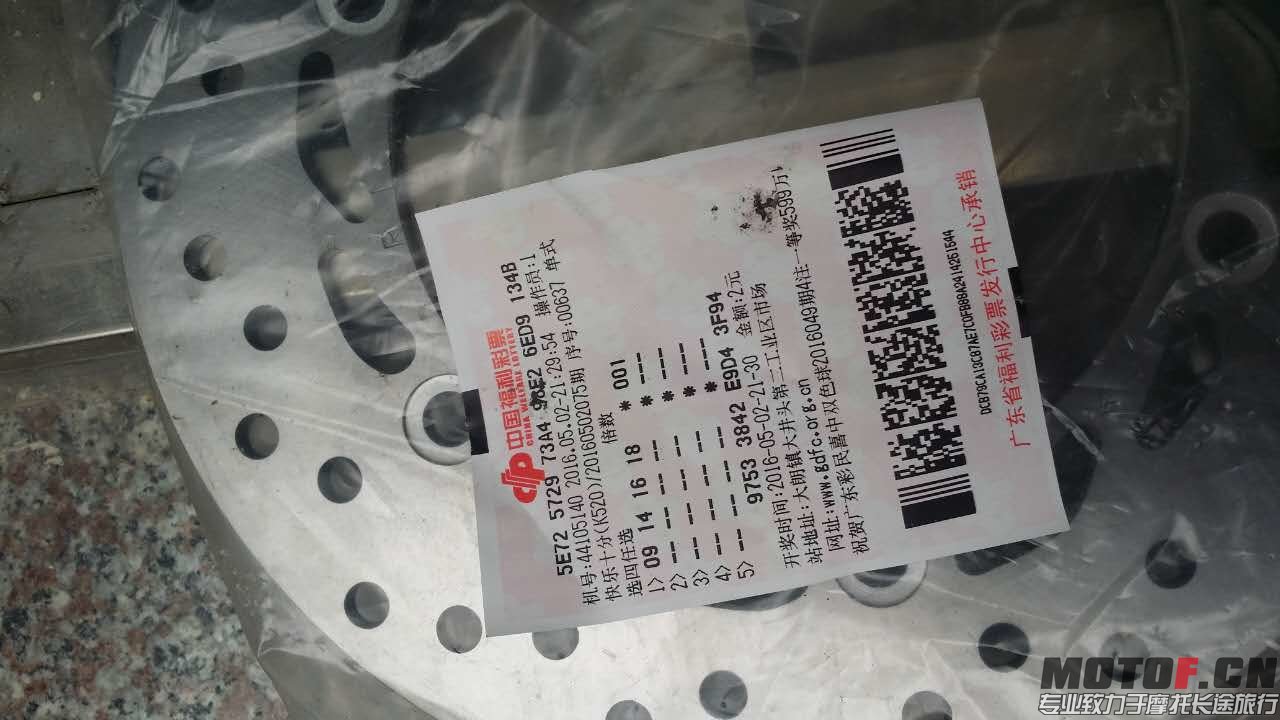 中国福利彩票
CHINA WELFARE LOTTERY
5E72 5729 73A4 98E2 6ED9 134B
机号:44105140 2016.05.02-21:29:54 操作员:1
快乐十分(K520)/20160502075期 序号:00637 单式
选四任选 倍数
1> 09 14 16 18 * 001
2> -- -- -- -- -- * ---
3> -- -- -- -- -- * ---
4> -- -- -- -- -- * ---
5> -- -- -- -- -- * ---
9753 3842 E9D4 3F94
开奖时间:2016-05-02-21-30 金额:2元
站地址:大朗镇大井头第二工业区市场
网址:www.gdfc.org.cn
祝贺广东彩民喜中双色球2016049期4注一等奖599万
DCB79CA13C87AE7C0FB88A2414261544
广东省福利彩票发行中心承销
MOTOF.CN
专业致力于摩托长途旅行